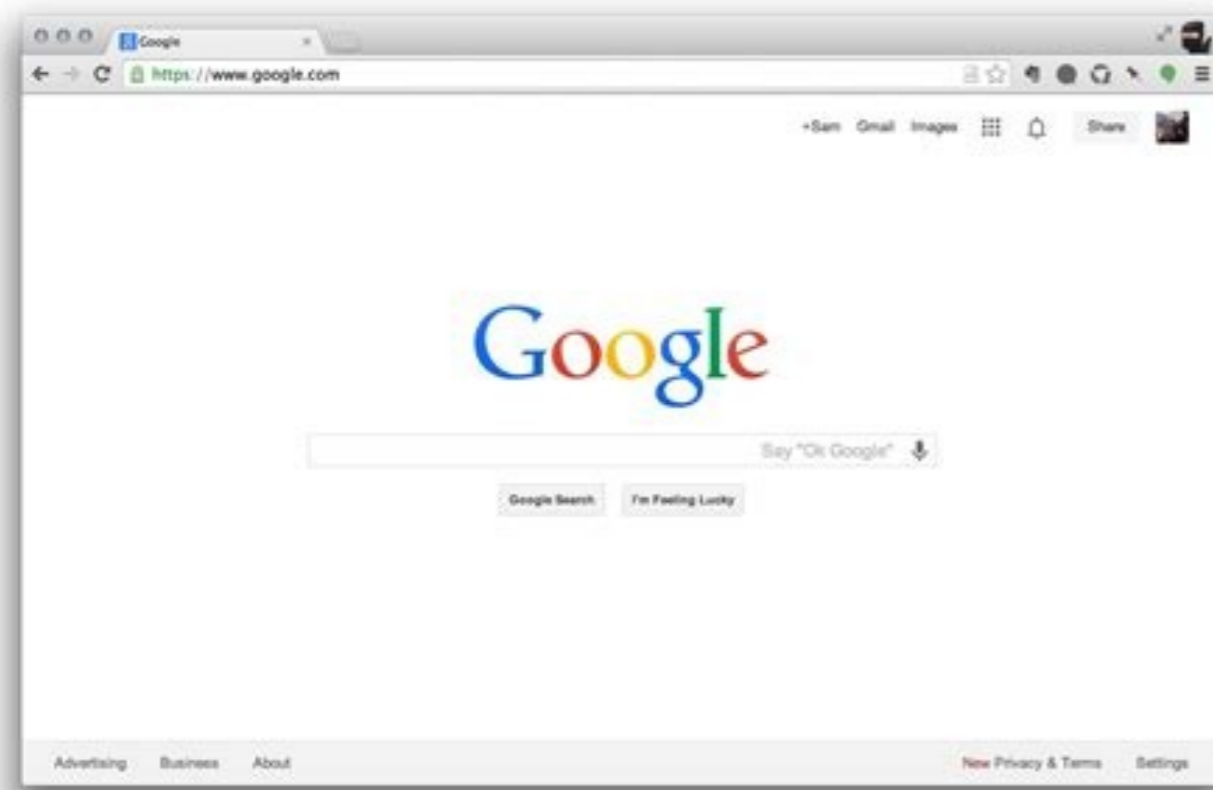 Google
https://www.google.com
+Sam Gmail Images Share
Google
Say "Ok Google"
Google Search I'm Feeling Lucky
Advertising Business About New Privacy & Terms Settings